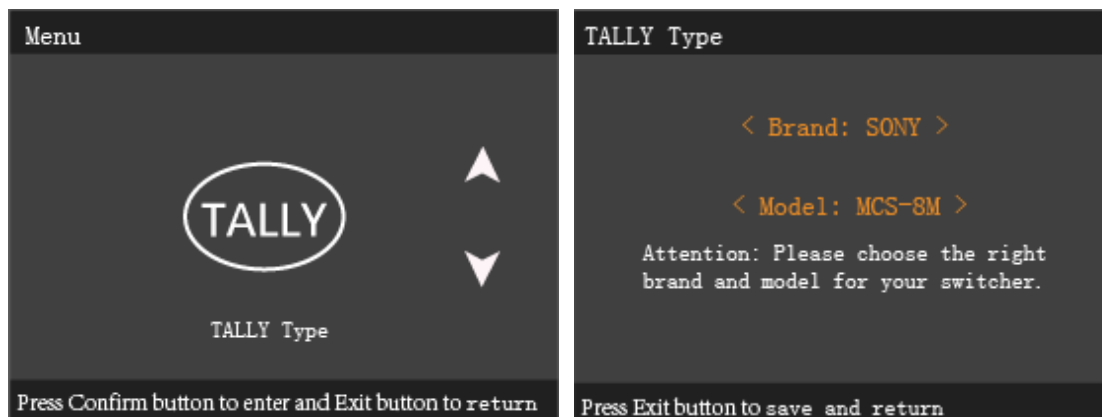 Menu
TALLY
TALLY Type
Press Confirm button to enter and Exit button to return
TALLY Type
< Brand: SONY >
< Model: MCS-8M >
Attention: Please choose the right
brand and model for your switcher.
Press Exit button to save and return